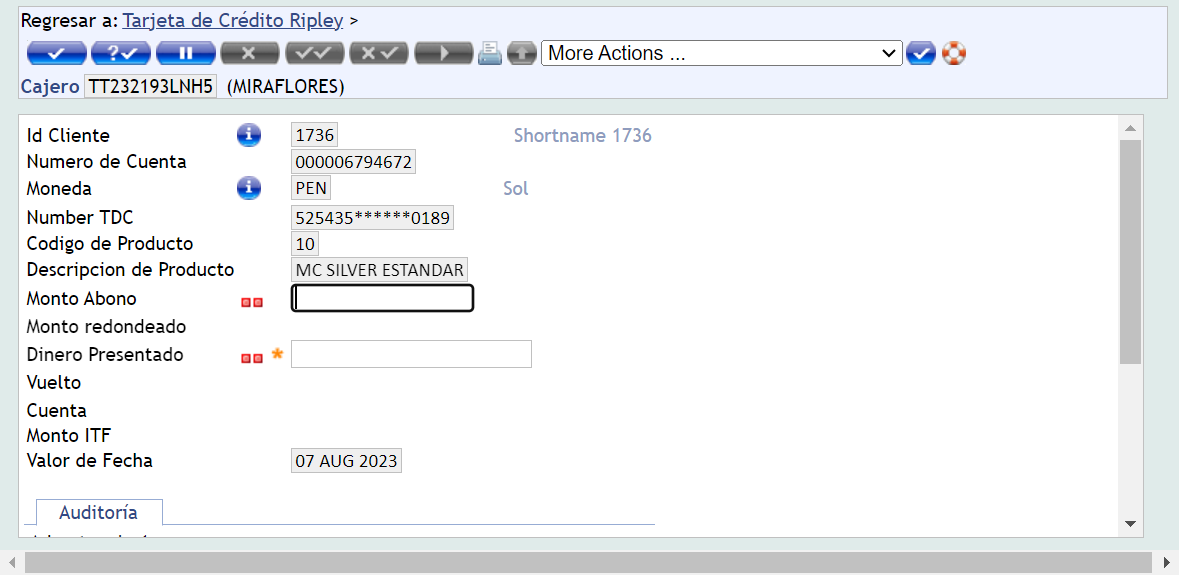 Regresar a: Tarjeta de Crédito Ripley >
More Actions ...
Cajero TT232193LNH5 (MIRAFLORES)
Id Cliente 1736 Shortname 1736
Numero de Cuenta 000006794672
Moneda PEN Sol
Number TDC 525435******0189
Codigo de Producto 10
Descripcion de Producto MC SILVER ESTANDAR
Monto Abono
Monto redondeado
Dinero Presentado *
Vuelto
Cuenta
Monto ITF
Valor de Fecha 07 AUG 2023
Auditoría